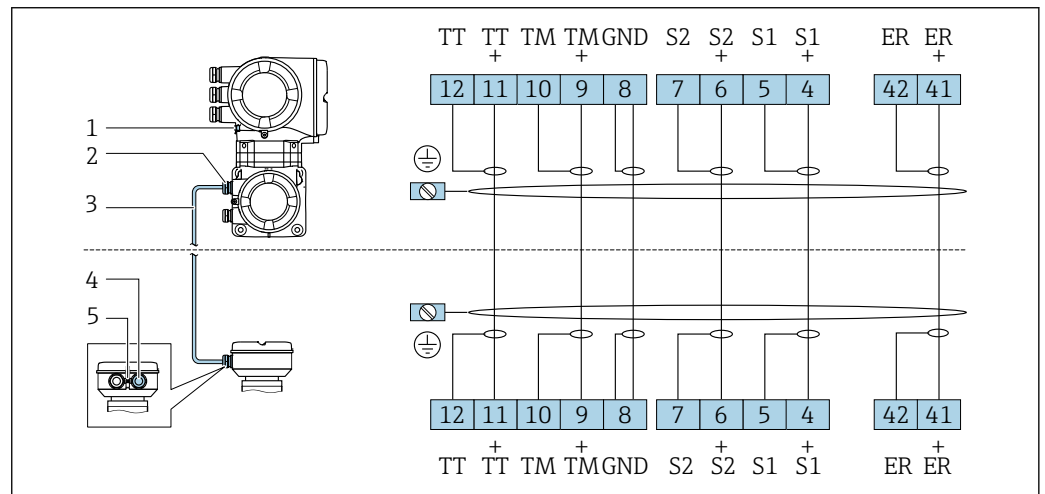 TT TT TM TM GND S2 S2 S1 S1 ER ER
+ + + + +
12 11 10 9 8 7 6 5 4 42 41
1
2
3
4
5
12 11 10 9 8 7 6 5 4 42 41
+ + + + +
TT TT TM TM GND S2 S2 S1 S1 ER ER